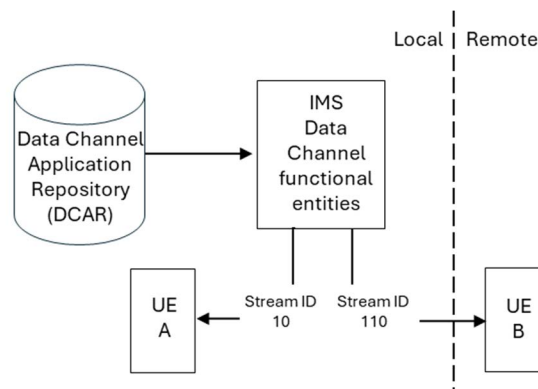 Local
Remote
Data Channel
Application
Repository
(DCAR)
IMS
Data
Channel
functional
entities
UE
A
Stream ID
10
Stream ID
110
UE
B